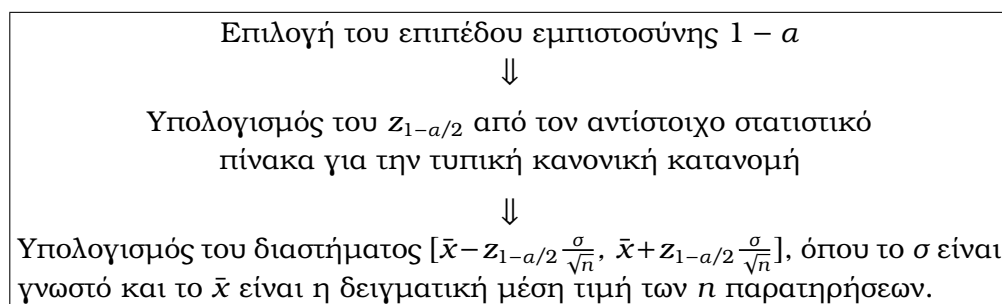 Επιλογή του επιπέδου εμπιστοσύνης 1 − α
⇓
Υπολογισμός του z_{1−α/2} από τον αντίστοιχο στατιστικό
πίνακα για την τυπική κανονική κατανομή
⇓
Υπολογισμός του διαστήματος [x̄−z_{1−α/2} σ/√n, x̄+z_{1−α/2} σ/√n], όπου το σ είναι
γνωστό και το x̄ είναι η δειγματική μέση τιμή των n παρατηρήσεων.